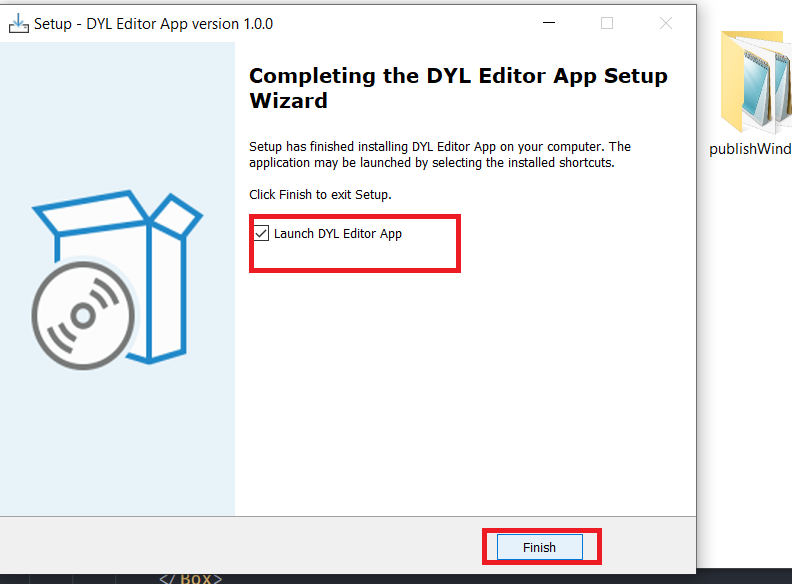 Setup - DYL Editor App version 1.0.0
Completing the DYL Editor App Setup
Wizard
Setup has finished installing DYL Editor App on your computer. The
application may be launched by selecting the installed shortcuts.
Click Finish to exit Setup.
Launch DYL Editor App
Finish
publishWind
</Box>